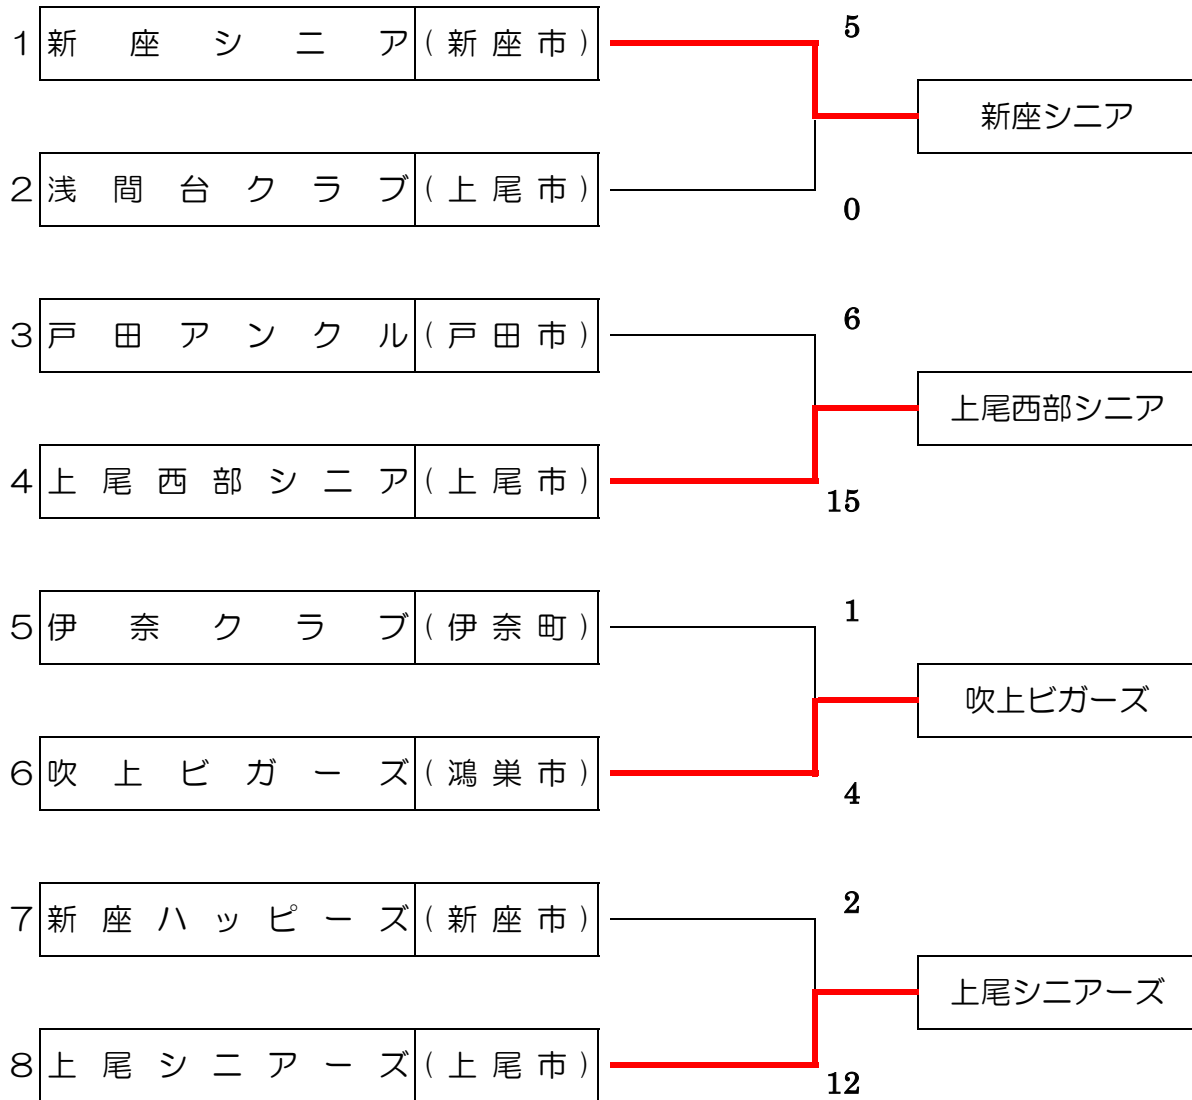 5
1 新座シニア (新座市)
新座シニア
2 浅間台クラブ (上尾市)
0
6
3 戸田アンクル (戸田市)
上尾西部シニア
4 上尾西部シニア (上尾市)
15
1
5 伊奈クラブ (伊奈町)
吹上ビガーズ
6 吹上ビガーズ (鴻巣市)
4
2
7 新座ハッピーズ (新座市)
上尾シニアーズ
8 上尾シニアーズ (上尾市)
12